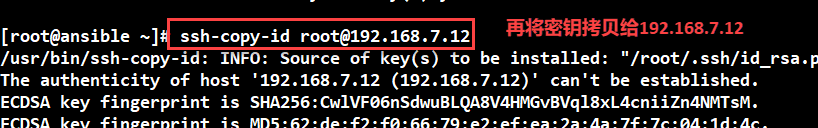 [root@ansible ~]# ssh-copy-id root@192.168.7.12 再将密钥拷贝给192.168.7.12
/usr/bin/ssh-copy-id: INFO: Source of key(s) to be installed: "/root/.ssh/id_rsa.p
The authenticity of host '192.168.7.12 (192.168.7.12)' can't be established.
ECDSA key fingerprint is SHA256:CwlVF06nSdwuBLQA8V4HMGvBVql8xL4cniiZn4NMTsM.
ECDSA key fingerprint is MD5:62:de:f2:f0:66:79:e2:ef:ea:2a:4a:7f:7c:04:1d:4c.